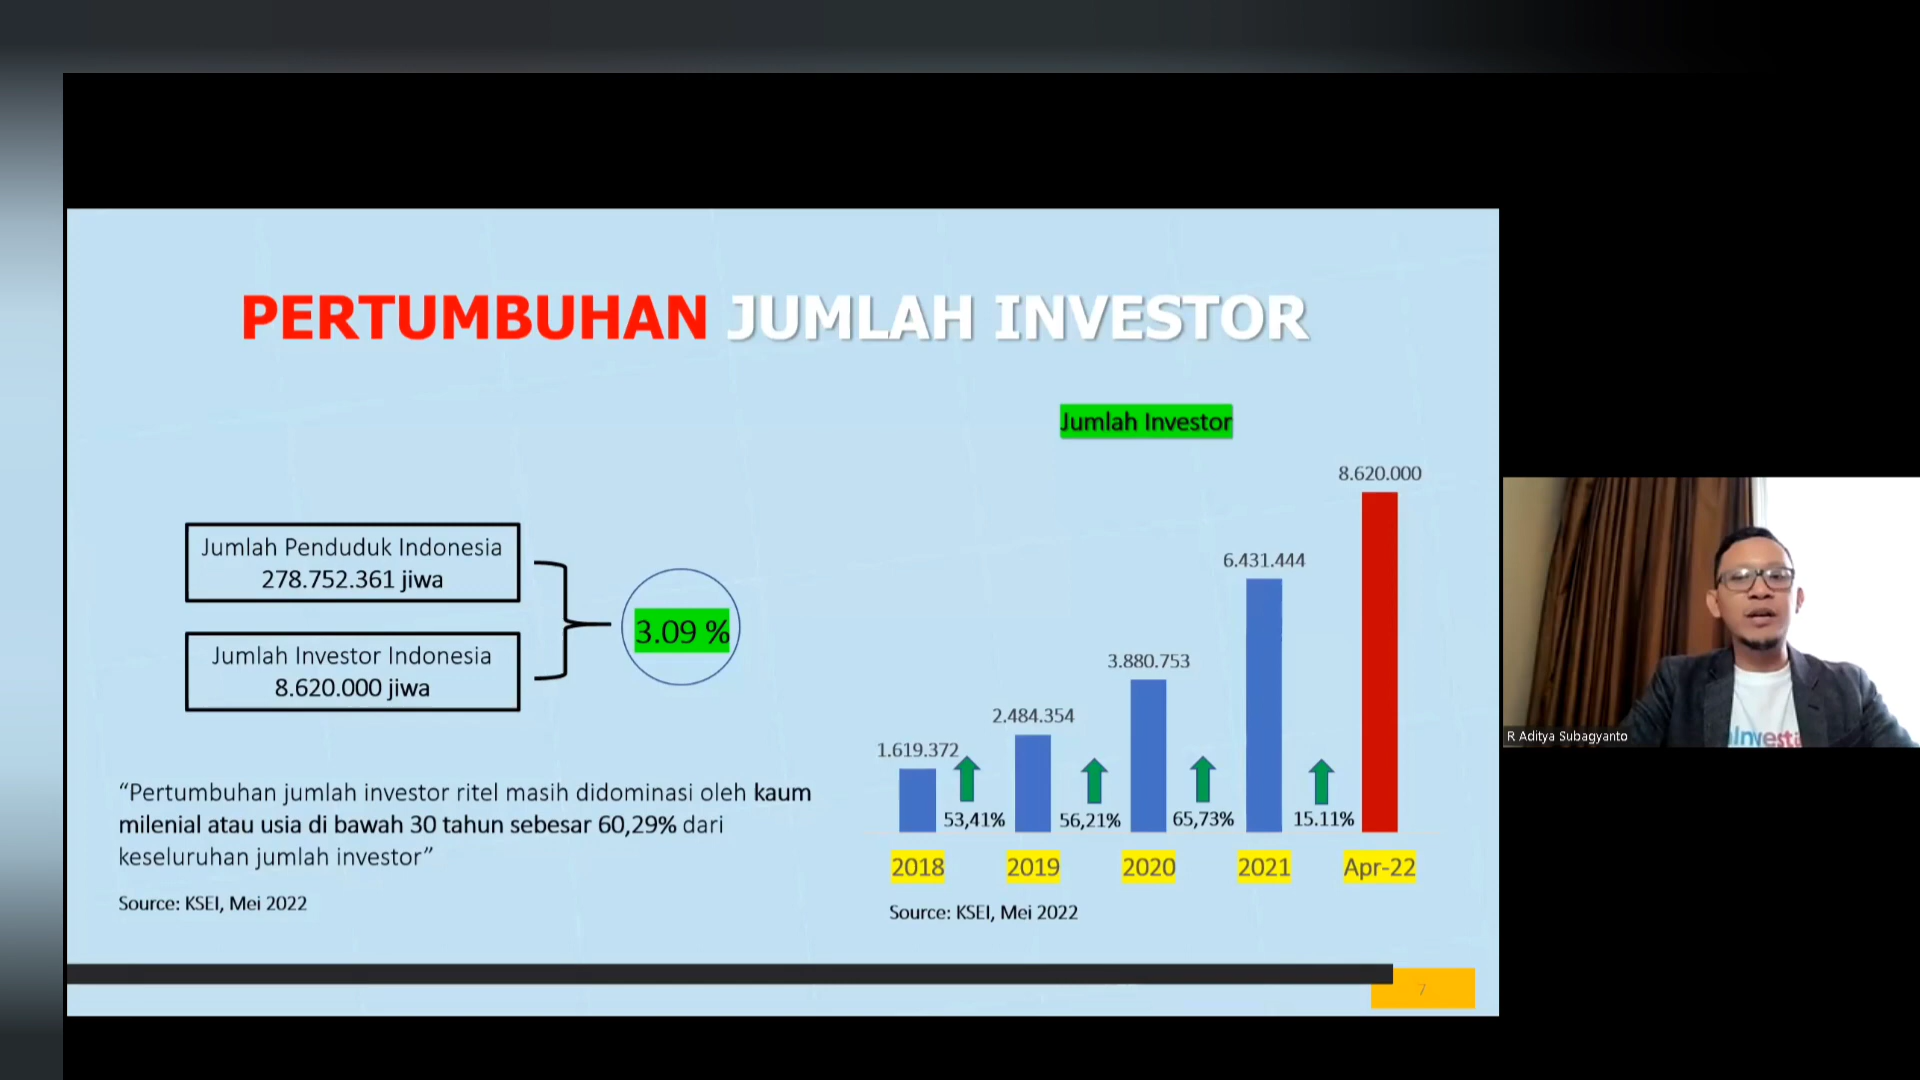 PERTUMBUHAN JUMLAH INVESTOR
Jumlah Penduduk Indonesia
278.752.361 jiwa
Jumlah Investor Indonesia
8.620.000 jiwa
3.09 %
“Pertumbuhan jumlah investor ritel masih didominasi oleh kaum
milenial atau usia di bawah 30 tahun sebesar 60,29% dari
keseluruhan jumlah investor”
Source: KSEI, Mei 2022
Jumlah Investor
8.620.000
6.431.444
3.880.753
2.484.354
1.619.372
53,41% 56,21% 65,73% 15.11%
2018 2019 2020 2021 Apr-22
Source: KSEI, Mei 2022
7
R Aditya Subagyanto